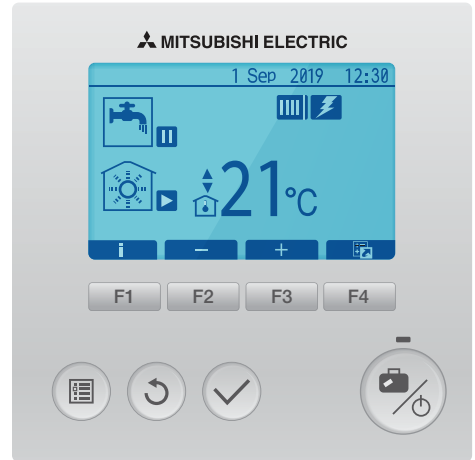 MITSUBISHI ELECTRIC
1 Sep 2019 12:30
21°C
i − +
F1 F2 F3 F4